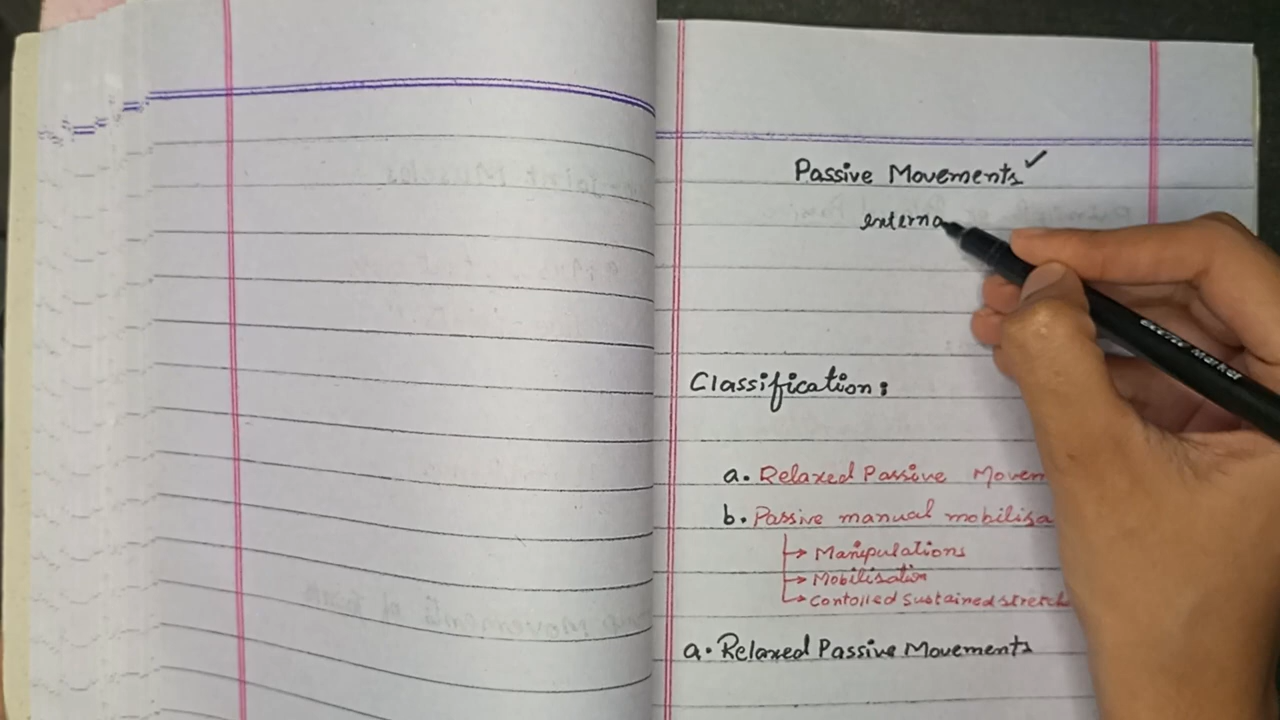 Passive Movements ✓
externa
Classification:
a. Relaxed Passive Movem
b. Passive manual mobilisa
→ Manipulations
→ Mobilisation
→ Contolled sustained stretch
a. Relaxed Passive Movements